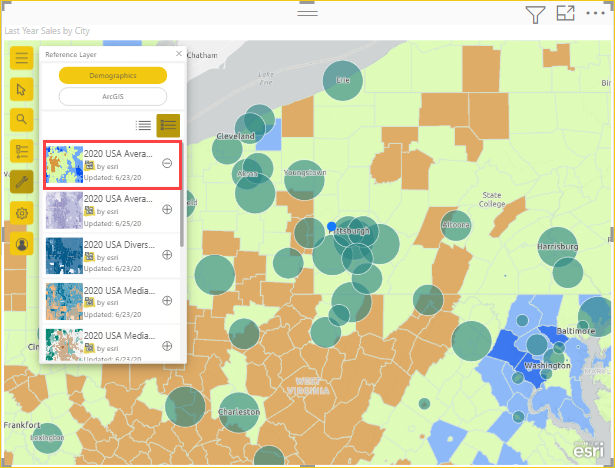 Last Year Sales by City
Reference Layer
Demographics
ArcGIS
2020 USA Avera...
by esri
Updated: 6/23/20
2020 USA Avera...
by esri
Updated: 6/25/20
2020 USA Divers...
by esri
Updated: 6/23/20
2020 USA Media...
by esri
Updated: 6/23/20
2020 USA Media...
by esri
Updated: 6/23/20
Chatham
Lake
Erie
Erie
Cleveland
Akron
Youngstown
State
College
Altoona
Harrisburg
Baltimore
Washington
WEST
VIRGINIA
Charleston
Frankfort
Lexington
esri